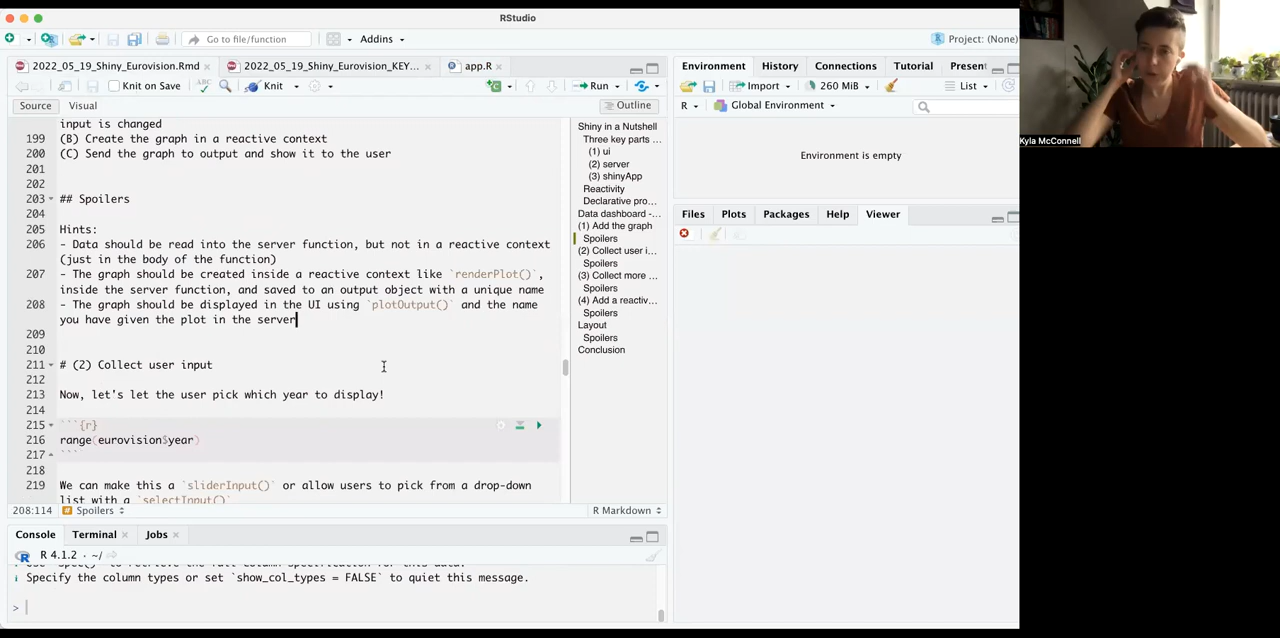 RStudio
Go to file/function
Addins
Project: (None)
2022_05_19_Shiny_Eurovision.Rmd
2022_05_19_Shiny_Eurovision_KEY...
app.R
Knit on Save
ABC
Knit
Run
Source
Visual
Outline
input is changed
199 (B) Create the graph in a reactive context
200 (C) Send the graph to output and show it to the user
201
202
203 ## Spoilers
204
205 Hints:
206 - Data should be read into the server function, but not in a reactive context
(just in the body of the function)
207 - The graph should be created inside a reactive context like `renderPlot()`,
inside the server function, and saved to an output object with a unique name
208 - The graph should be displayed in the UI using `plotOutput()` and the name
you have given the plot in the server
209
210
211 # (2) Collect user input
212
213 Now, let's let the user pick which year to display!
214
215 ```{r}
216 range(eurovision$year)
217 ```
218
219 We can make this a `sliderInput()` or allow users to pick from a drop-down
list with a `selectInput()`
208:114
Spoilers
R Markdown
Shiny in a Nutshell
Three key parts ...
(1) ui
(2) server
(3) shinyApp
Reactivity
Declarative pro...
Data dashboard -...
(1) Add the graph
Spoilers
(2) Collect user i...
Spoilers
(3) Collect more ...
Spoilers
(4) Add a reactiv...
Spoilers
Layout
Spoilers
Conclusion
Console
Terminal
Jobs
R 4.1.2 · ~/
i Specify the column types or set `show_col_types = FALSE` to quiet this message.
>
Environment
History
Connections
Tutorial
Present
Import
260 MiB
List
R
Global Environment
Environment is empty
Files
Plots
Packages
Help
Viewer
Kyla McConnell